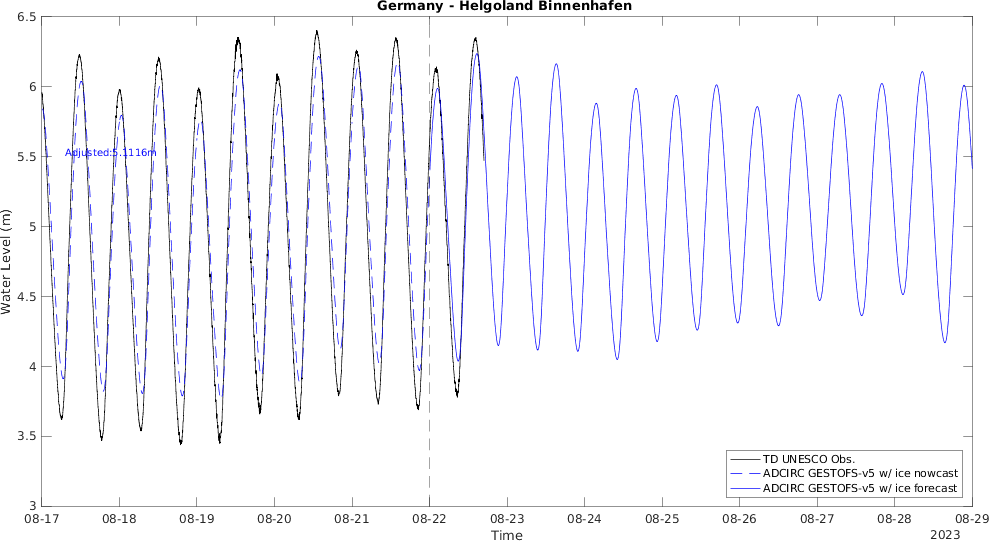 Germany - Helgoland Binnenhafen
6.5
6
5.5
5
4.5
4
3.5
3
Water Level (m)
Adjusted:5.1116m
TD UNESCO Obs.
ADCIRC GESTOFS-v5 w/ ice nowcast
ADCIRC GESTOFS-v5 w/ ice forecast
08-17 08-18 08-19 08-20 08-21 08-22 08-23 08-24 08-25 08-26 08-27 08-28 08-29
Time
2023